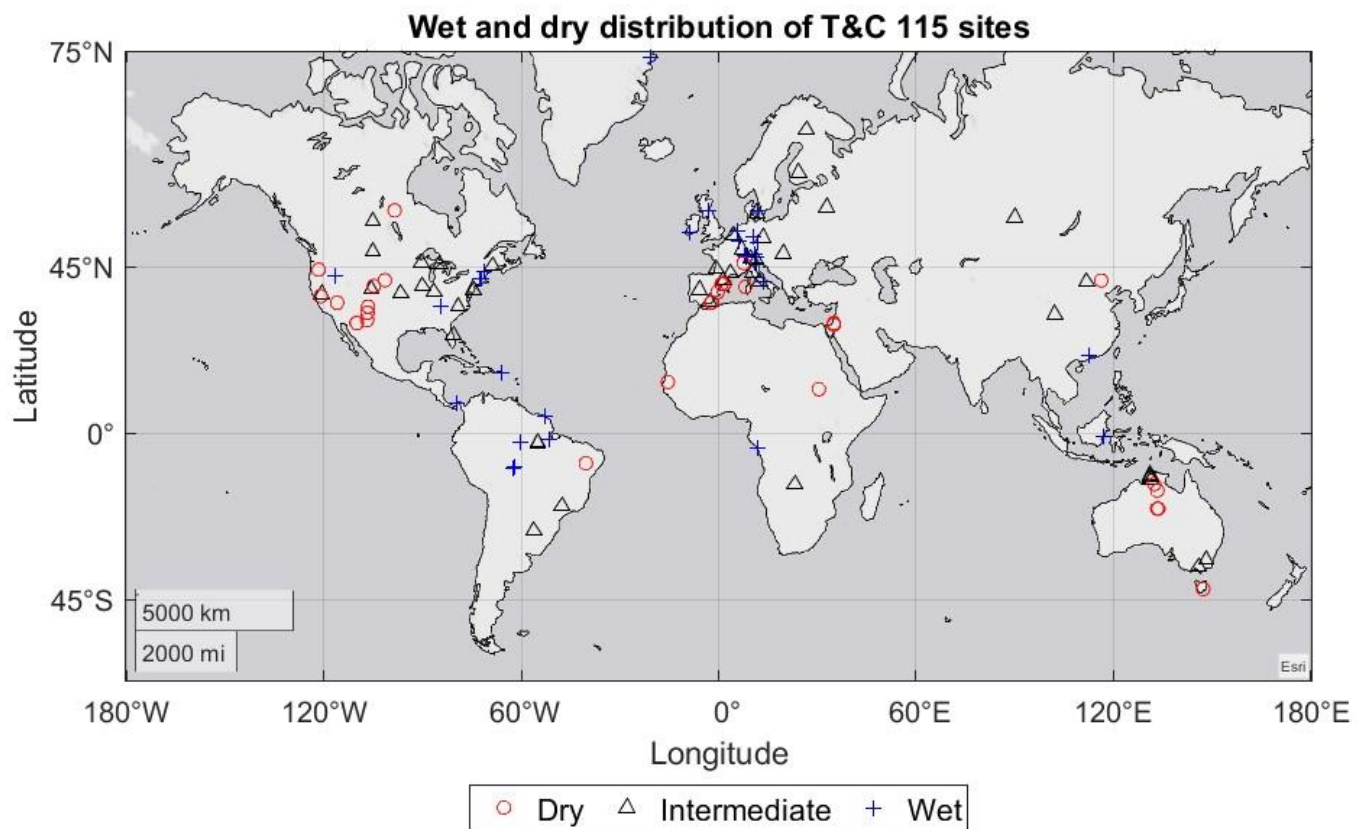 Wet and dry distribution of T&C 115 sites
75°N
45°N
0°
45°S
Latitude
5000 km
2000 mi
Esri
180°W
120°W
60°W
0°
60°E
120°E
180°E
Longitude
Dry
Intermediate
Wet